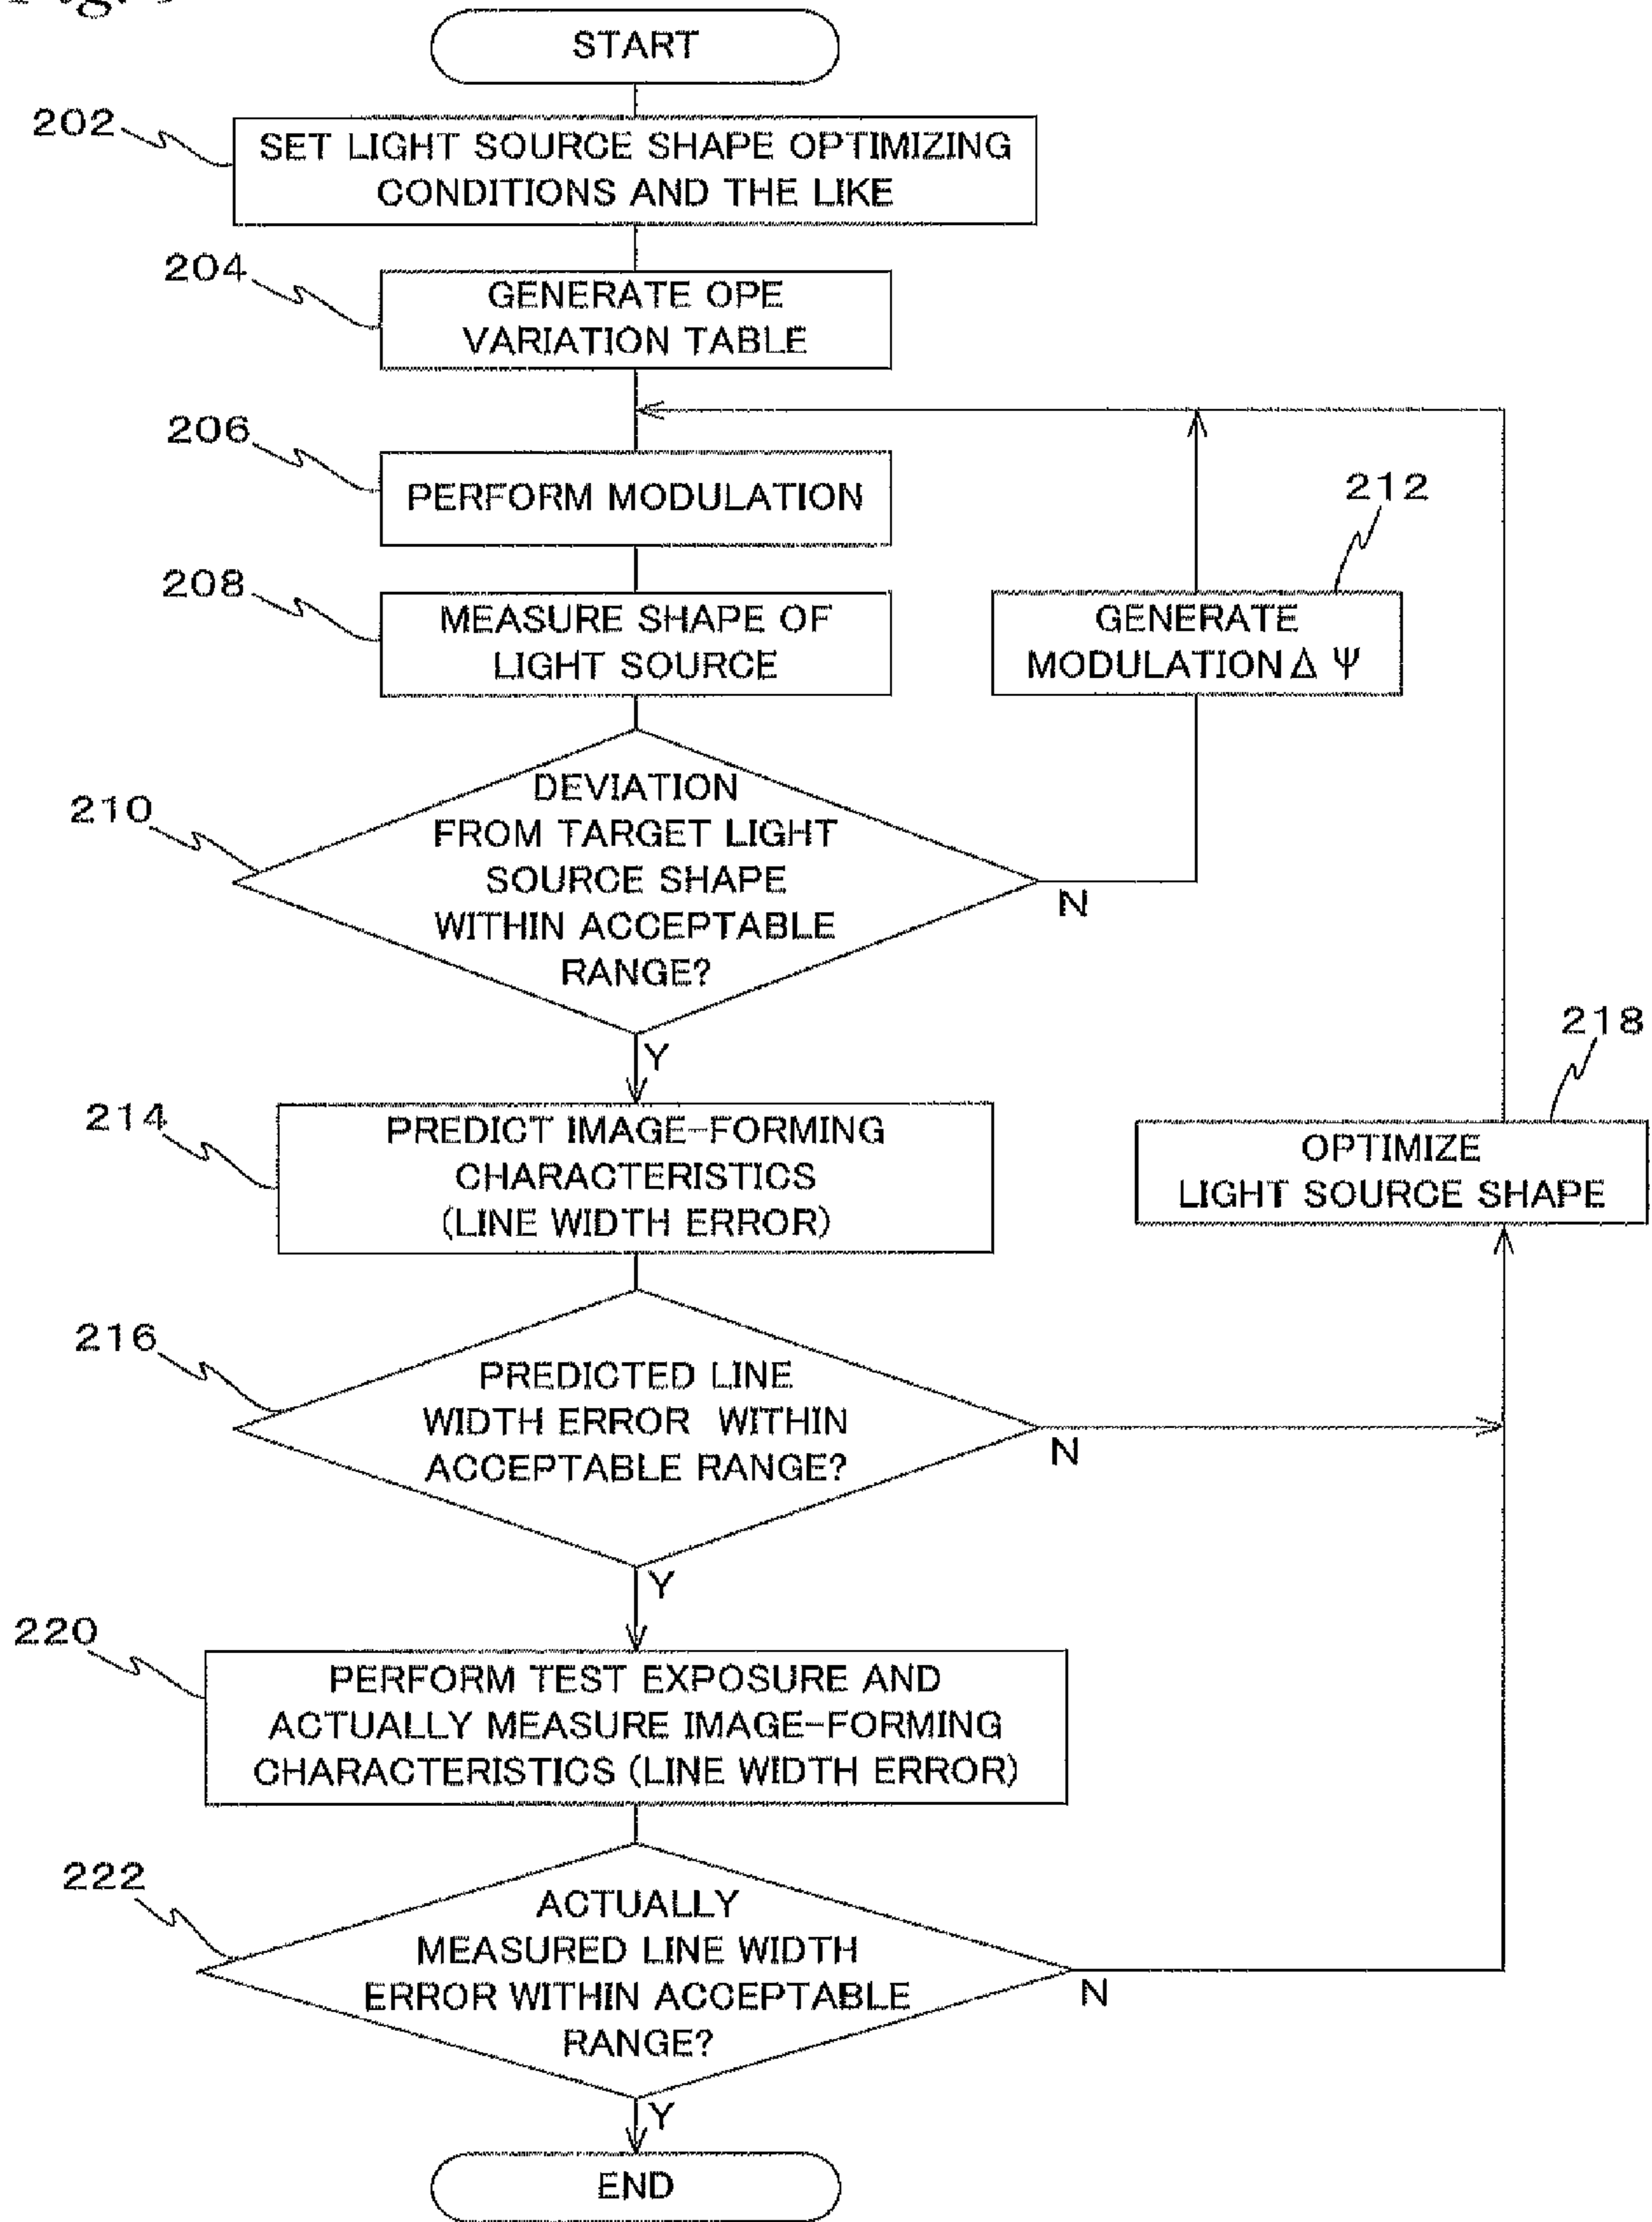 START
202
SET LIGHT SOURCE SHAPE OPTIMIZING
CONDITIONS AND THE LIKE
204
GENERATE OPE
VARIATION TABLE
206
PERFORM MODULATION
212
208
MEASURE SHAPE OF
LIGHT SOURCE
GENERATE
MODULATION Δ Ψ
210
DEVIATION
FROM TARGET LIGHT
SOURCE SHAPE
WITHIN ACCEPTABLE
RANGE?
N
Y
218
214
PREDICT IMAGE-FORMING
CHARACTERISTICS
(LINE WIDTH ERROR)
OPTIMIZE
LIGHT SOURCE SHAPE
216
PREDICTED LINE
WIDTH ERROR WITHIN
ACCEPTABLE RANGE?
N
Y
220
PERFORM TEST EXPOSURE AND
ACTUALLY MEASURE IMAGE-FORMING
CHARACTERISTICS (LINE WIDTH ERROR)
222
ACTUALLY
MEASURED LINE WIDTH
ERROR WITHIN ACCEPTABLE
RANGE?
N
Y
END